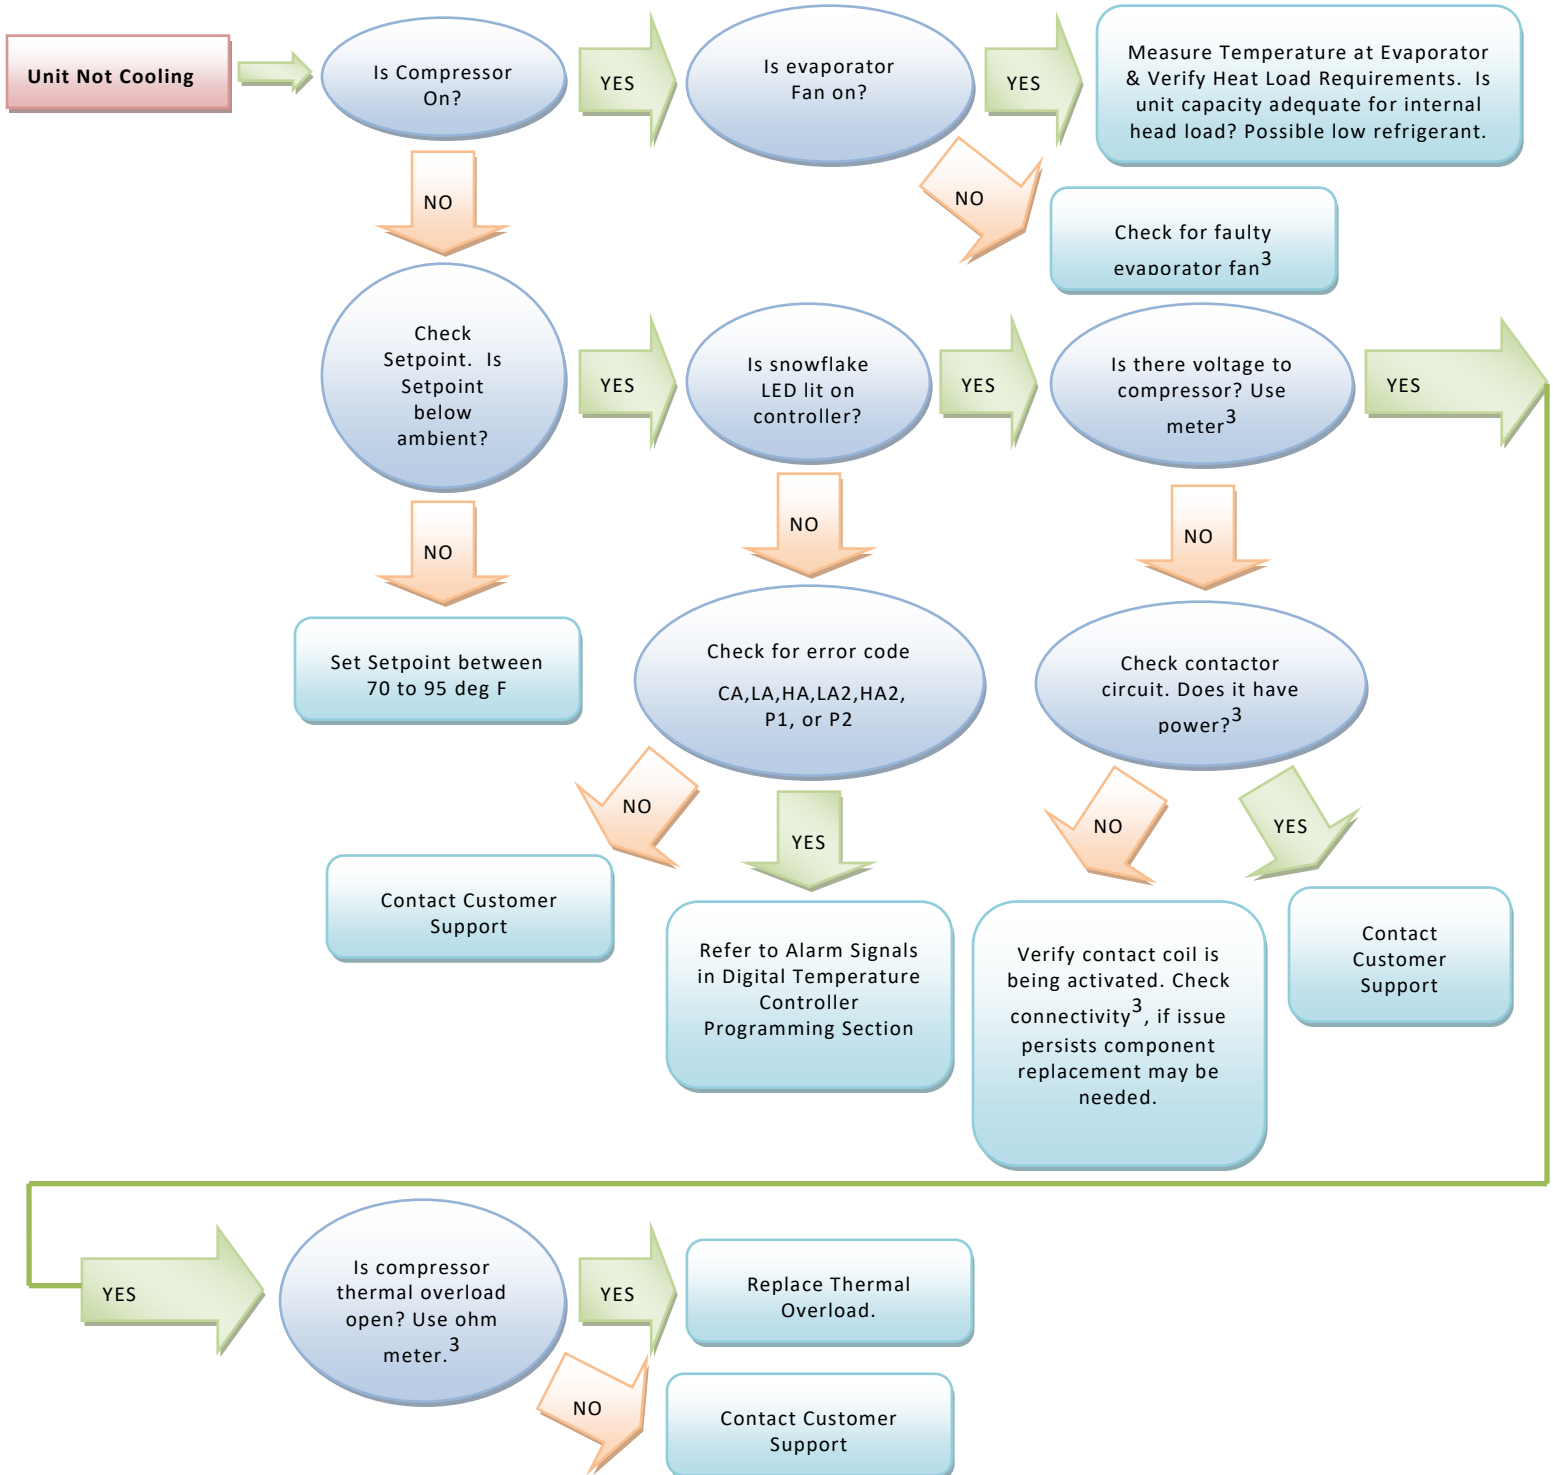 Unit Not Cooling
Is Compressor
On?
YES
Is evaporator
Fan on?
YES
Measure Temperature at Evaporator
& Verify Heat Load Requirements. Is
unit capacity adequate for internal
head load? Possible low refrigerant.
NO
NO
Check for faulty
evaporator fan3
Check
Setpoint. Is
Setpoint
below
ambient?
YES
Is snowflake
LED lit on
controller?
YES
Is there voltage to
compressor? Use
meter3
YES
NO
NO
NO
Set Setpoint between
70 to 95 deg F
Check for error code
CA,LA,HA,LA2,HA2,
P1, or P2
Check contactor
circuit. Does it have
power?3
NO
YES
NO
YES
Contact Customer
Support
Refer to Alarm Signals
in Digital Temperature
Controller
Programming Section
Verify contact coil is
being activated. Check
connectivity3, if issue
persists component
replacement may be
needed.
Contact
Customer
Support
YES
Is compressor
thermal overload
open? Use ohm
meter.3
YES
Replace Thermal
Overload.
NO
Contact Customer
Support